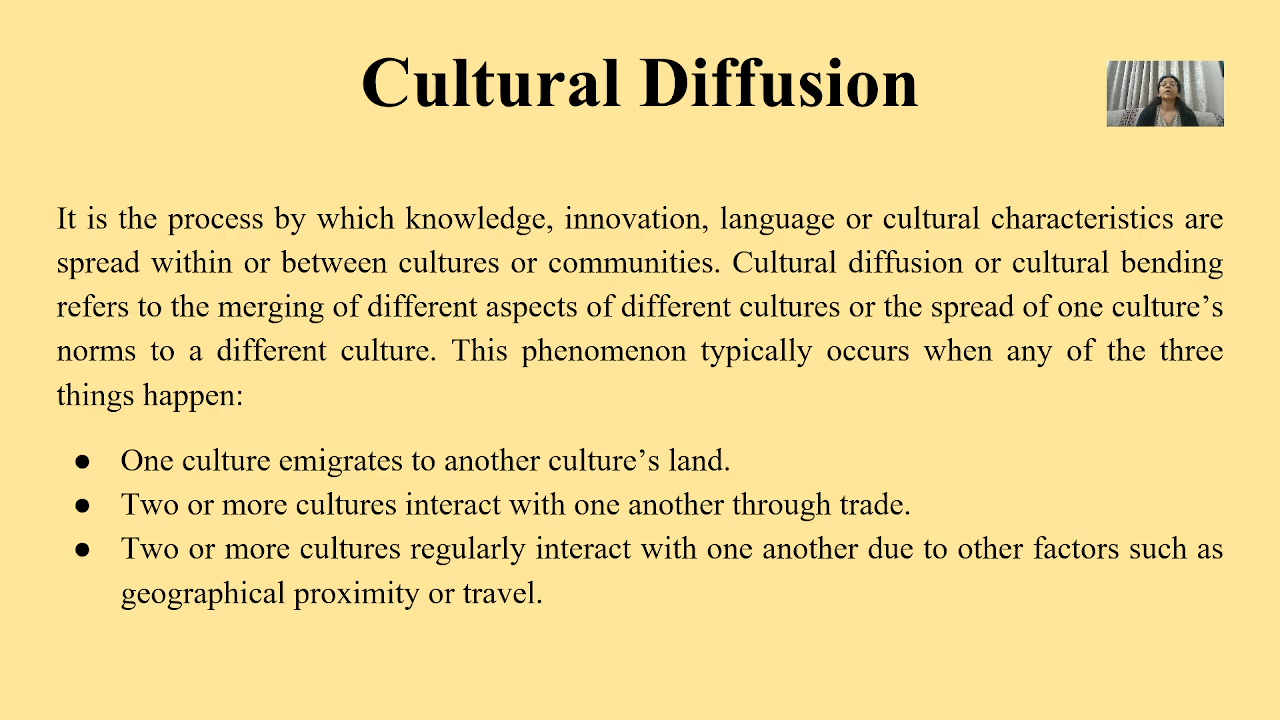 Cultural Diffusion
It is the process by which knowledge, innovation, language or cultural characteristics are
spread within or between cultures or communities. Cultural diffusion or cultural bending
refers to the merging of different aspects of different cultures or the spread of one culture’s
norms to a different culture. This phenomenon typically occurs when any of the three
things happen:
● One culture emigrates to another culture’s land.
● Two or more cultures interact with one another through trade.
● Two or more cultures regularly interact with one another due to other factors such as
geographical proximity or travel.